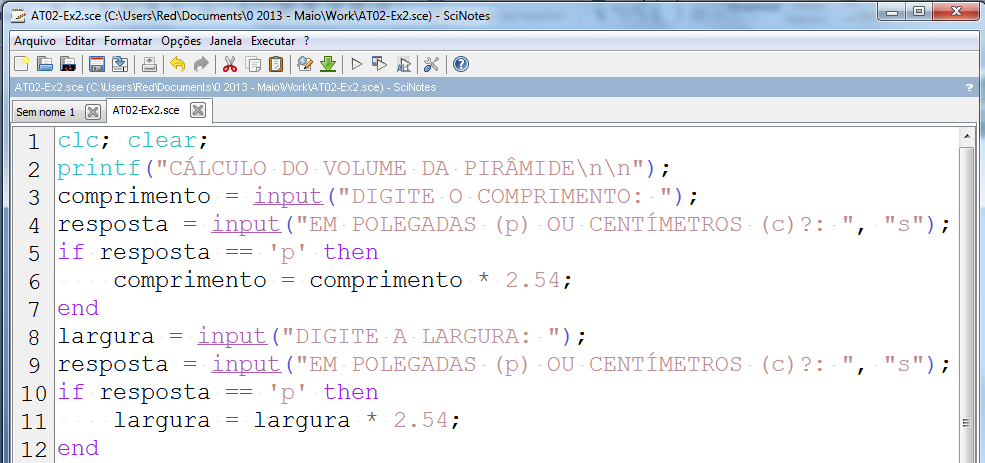 AT02-Ex2.sce (C:\Users\Red\Documents\0 2013 - Maio\Work\AT02-Ex2.sce) - SciNotes
Arquivo Editar Formatar Opções Janela Executar ?
AT02-Ex2.sce (C:\Users\Red\Documents\0 2013 - Maio\Work\AT02-Ex2.sce) - SciNotes ?
Sem nome 1 AT02-Ex2.sce
1 clc; clear;
2 printf("CÁLCULO DO VOLUME DA PIRÂMIDE\n\n");
3 comprimento = input("DIGITE O COMPRIMENTO: ");
4 resposta = input("EM POLEGADAS (p) OU CENTÍMETROS (c)?: ", "s");
5 if resposta == 'p' then
6 comprimento = comprimento * 2.54;
7 end
8 largura = input("DIGITE A LARGURA: ");
9 resposta = input("EM POLEGADAS (p) OU CENTÍMETROS (c)?: ", "s");
10 if resposta == 'p' then
11 largura = largura * 2.54;
12 end